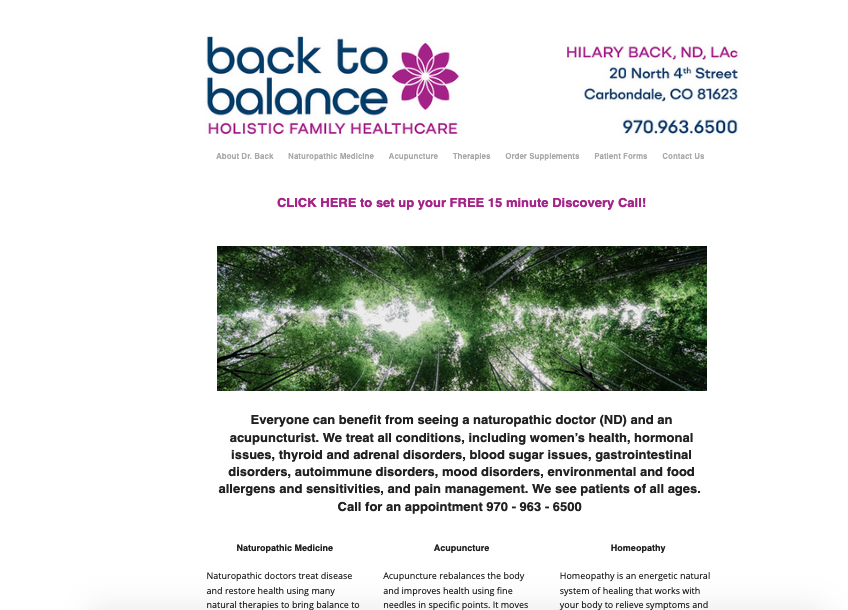 back to
balance
HOLISTIC FAMILY HEALTHCARE
HILARY BACK, ND, LAc
20 North 4th Street
Carbondale, CO 81623
970.963.6500
About Dr. Back Naturopathic Medicine Acupuncture Therapies Order Supplements Patient Forms Contact Us
CLICK HERE to set up your FREE 15 minute Discovery Call!
Everyone can benefit from seeing a naturopathic doctor (ND) and an
acupuncturist. We treat all conditions, including women's health, hormonal
issues, thyroid and adrenal disorders, blood sugar issues, gastrointestinal
disorders, autoimmune disorders, mood disorders, environmental and food
allergens and sensitivities, and pain management. We see patients of all ages.
Call for an appointment 970 - 963 - 6500
Naturopathic Medicine
Naturopathic doctors treat disease
and restore health using many
natural therapies to bring balance to
Acupuncture
Acupuncture rebalances the body
and improves health using fine
needles in specific points. It moves
Homeopathy
Homeopathy is an energetic natural
system of healing that works with
your body to relieve symptoms and